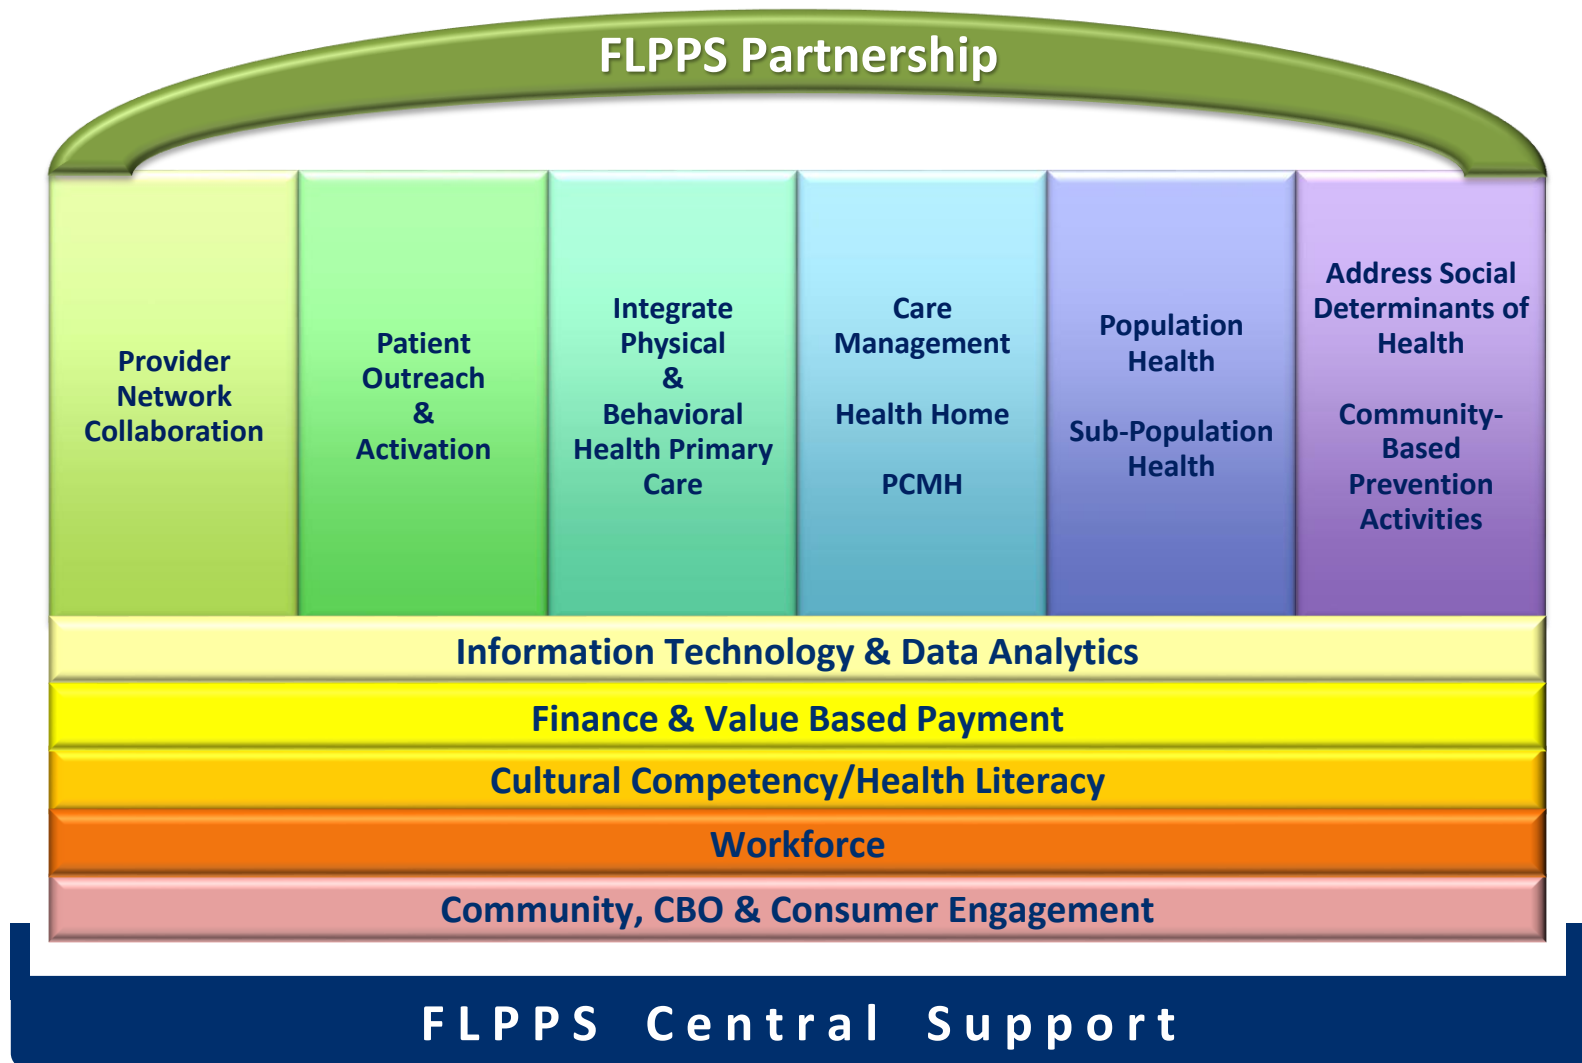 FLPPS Partnership
Provider
Network
Collaboration
Patient
Outreach
&
Activation
Integrate
Physical
&
Behavioral
Health Primary
Care
Care
Management
Health Home
PCMH
Population
Health
Sub-Population
Health
Address Social
Determinants of
Health
Community-
Based
Prevention
Activities
Information Technology & Data Analytics
Finance & Value Based Payment
Cultural Competency/Health Literacy
Workforce
Community, CBO & Consumer Engagement
FLPPS Central Support